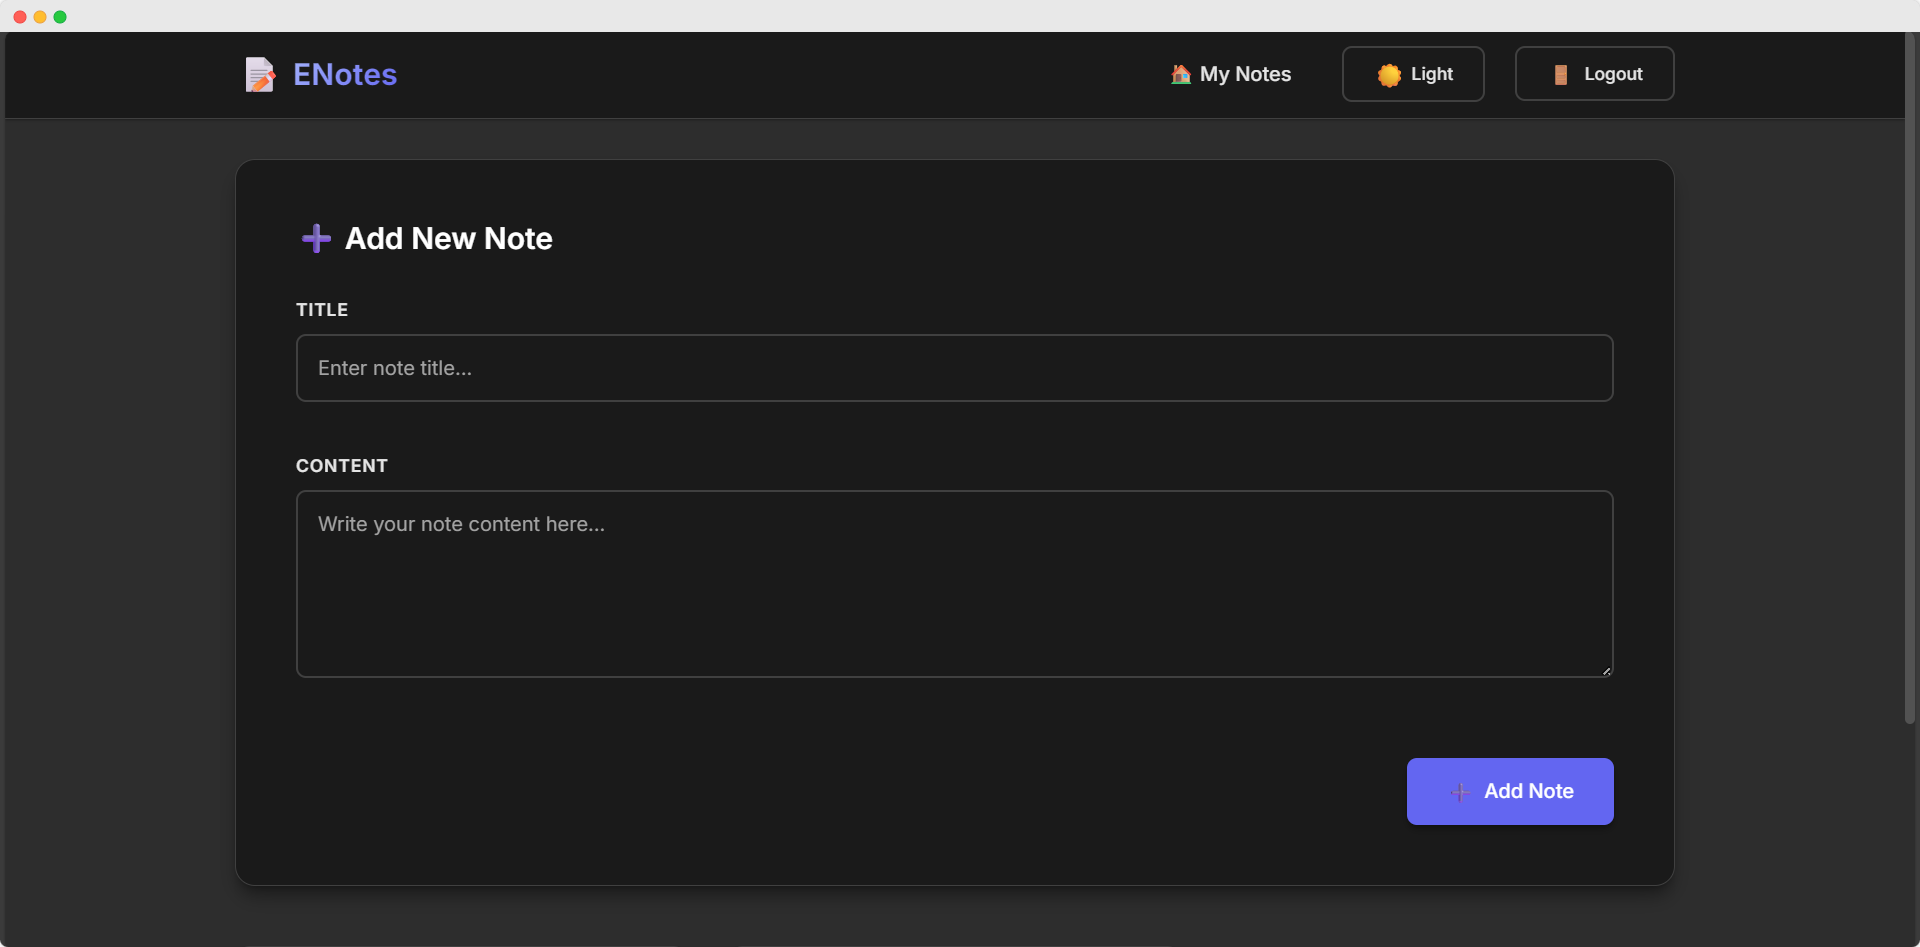 ENotes
My Notes
Light
Logout
Add New Note
TITLE
Enter note title...
CONTENT
Write your note content here...
Add Note